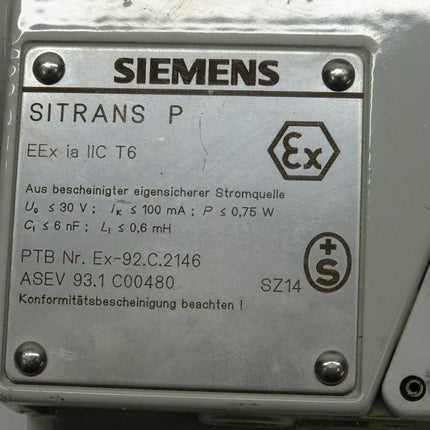 SIEMENS
SITRANS P
EEx ia IIC T6
Ex
Aus bescheinigter eigensicherer Stromquelle
U₀ ≤ 30 V ; Iₖ ≤ 100 mA ; P ≤ 0,75 W
Cᵢ ≤ 6 nF ; Lᵢ ≤ 0,6 mH
PTB Nr. Ex-92.C.2146
ASEV 93.1 C00480
SZ14
+S
Konformitätsbescheinigung beachten !